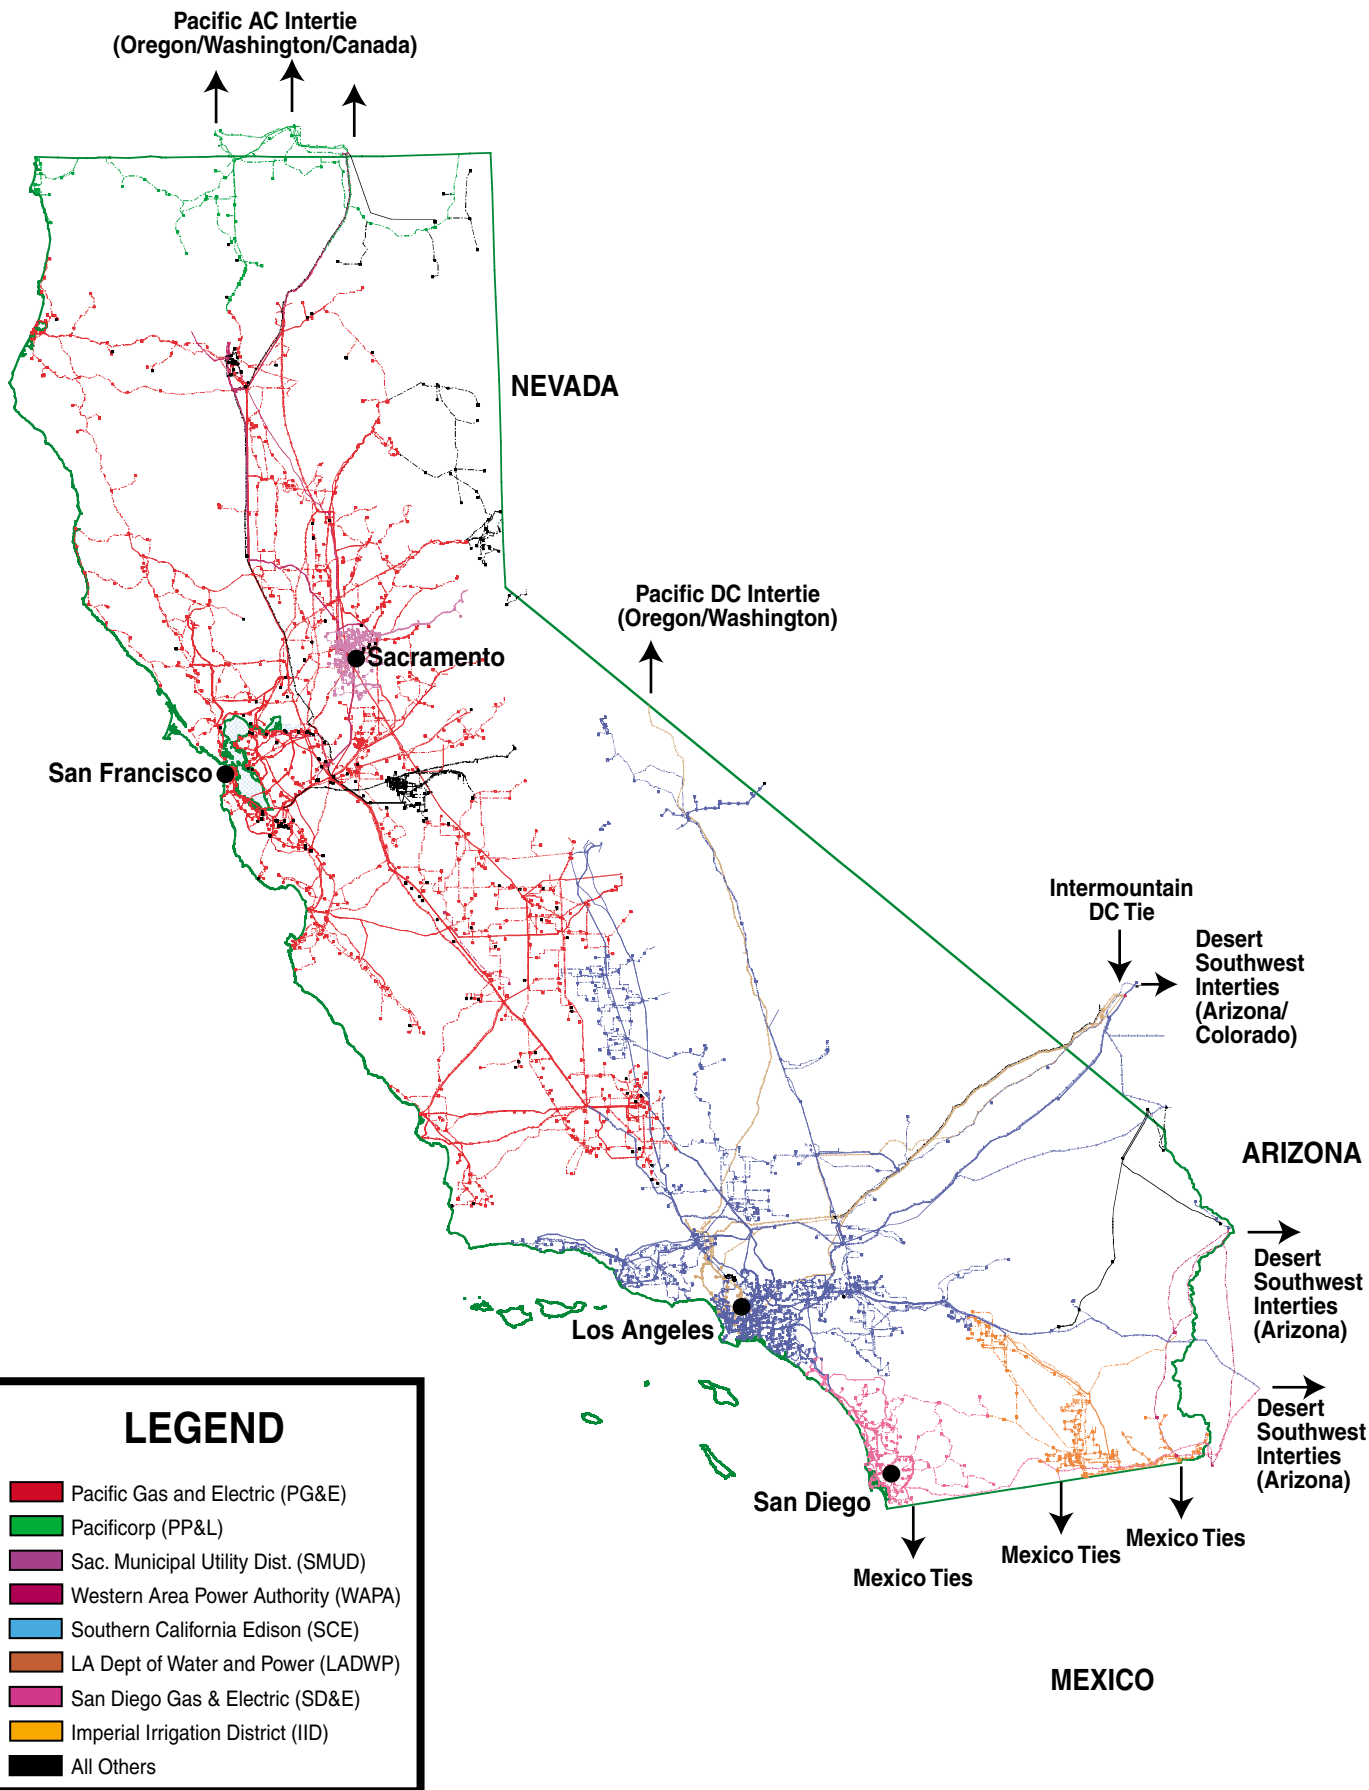 Pacific AC Intertie
(Oregon/Washington/Canada)
NEVADA
Pacific DC Intertie
(Oregon/Washington)
Sacramento
San Francisco
Intermountain
DC Tie
Desert
Southwest
Interties
(Arizona/
Colorado)
ARIZONA
Desert
Southwest
Interties
(Arizona)
Los Angeles
Desert
Southwest
Interties
(Arizona)
San Diego
Mexico Ties
Mexico Ties
Mexico Ties
MEXICO
LEGEND
Pacific Gas and Electric (PG&E)
Pacificorp (PP&L)
Sac. Municipal Utility Dist. (SMUD)
Western Area Power Authority (WAPA)
Southern California Edison (SCE)
LA Dept of Water and Power (LADWP)
San Diego Gas & Electric (SD&E)
Imperial Irrigation District (IID)
All Others